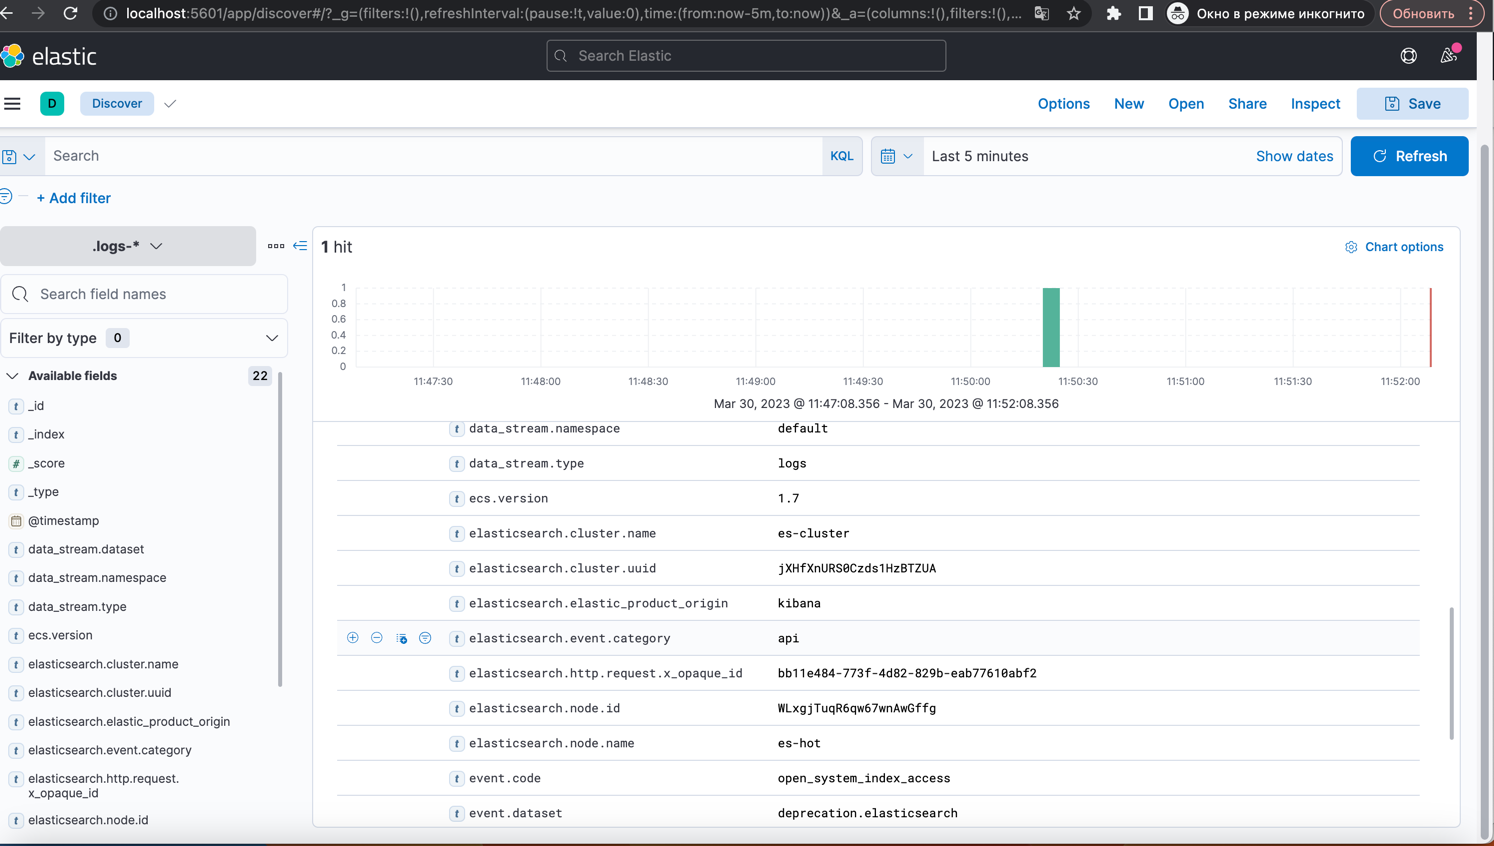 localhost:5601/app/discover#/?_g=(filters:!(),refreshInterval:(pause:!t,value:0),time:(from:now-5m,to:now))&_a=(columns:!(),filters:!(),...
Окно в режиме инкогнито
Обновить
elastic
Search Elastic
D
Discover
Options
New
Open
Share
Inspect
Save
Search
KQL
Last 5 minutes
Show dates
Refresh
+ Add filter
.logs-*
1 hit
Chart options
Search field names
Filter by type 0
Available fields 22
t _id
t _index
# _score
t _type
@timestamp
t data_stream.dataset
t data_stream.namespace
t data_stream.type
t ecs.version
t elasticsearch.cluster.name
t elasticsearch.cluster.uuid
t elasticsearch.elastic_product_origin
t elasticsearch.event.category
t elasticsearch.http.request.
x_opaque_id
t elasticsearch.node.id
1
0.8
0.6
0.4
0.2
0
11:47:30 11:48:00 11:48:30 11:49:00 11:49:30 11:50:00 11:50:30 11:51:00 11:51:30 11:52:00
Mar 30, 2023 @ 11:47:08.356 - Mar 30, 2023 @ 11:52:08.356
t data_stream.namespace default
t data_stream.type logs
t ecs.version 1.7
t elasticsearch.cluster.name es-cluster
t elasticsearch.cluster.uuid jXHfXnURS0Czds1HzBTZUA
t elasticsearch.elastic_product_origin kibana
t elasticsearch.event.category api
t elasticsearch.http.request.x_opaque_id bb11e484-773f-4d82-829b-eab77610abf2
t elasticsearch.node.id WLxgjTuqR6qw67wnAwGffg
t elasticsearch.node.name es-hot
t event.code open_system_index_access
t event.dataset deprecation.elasticsearch